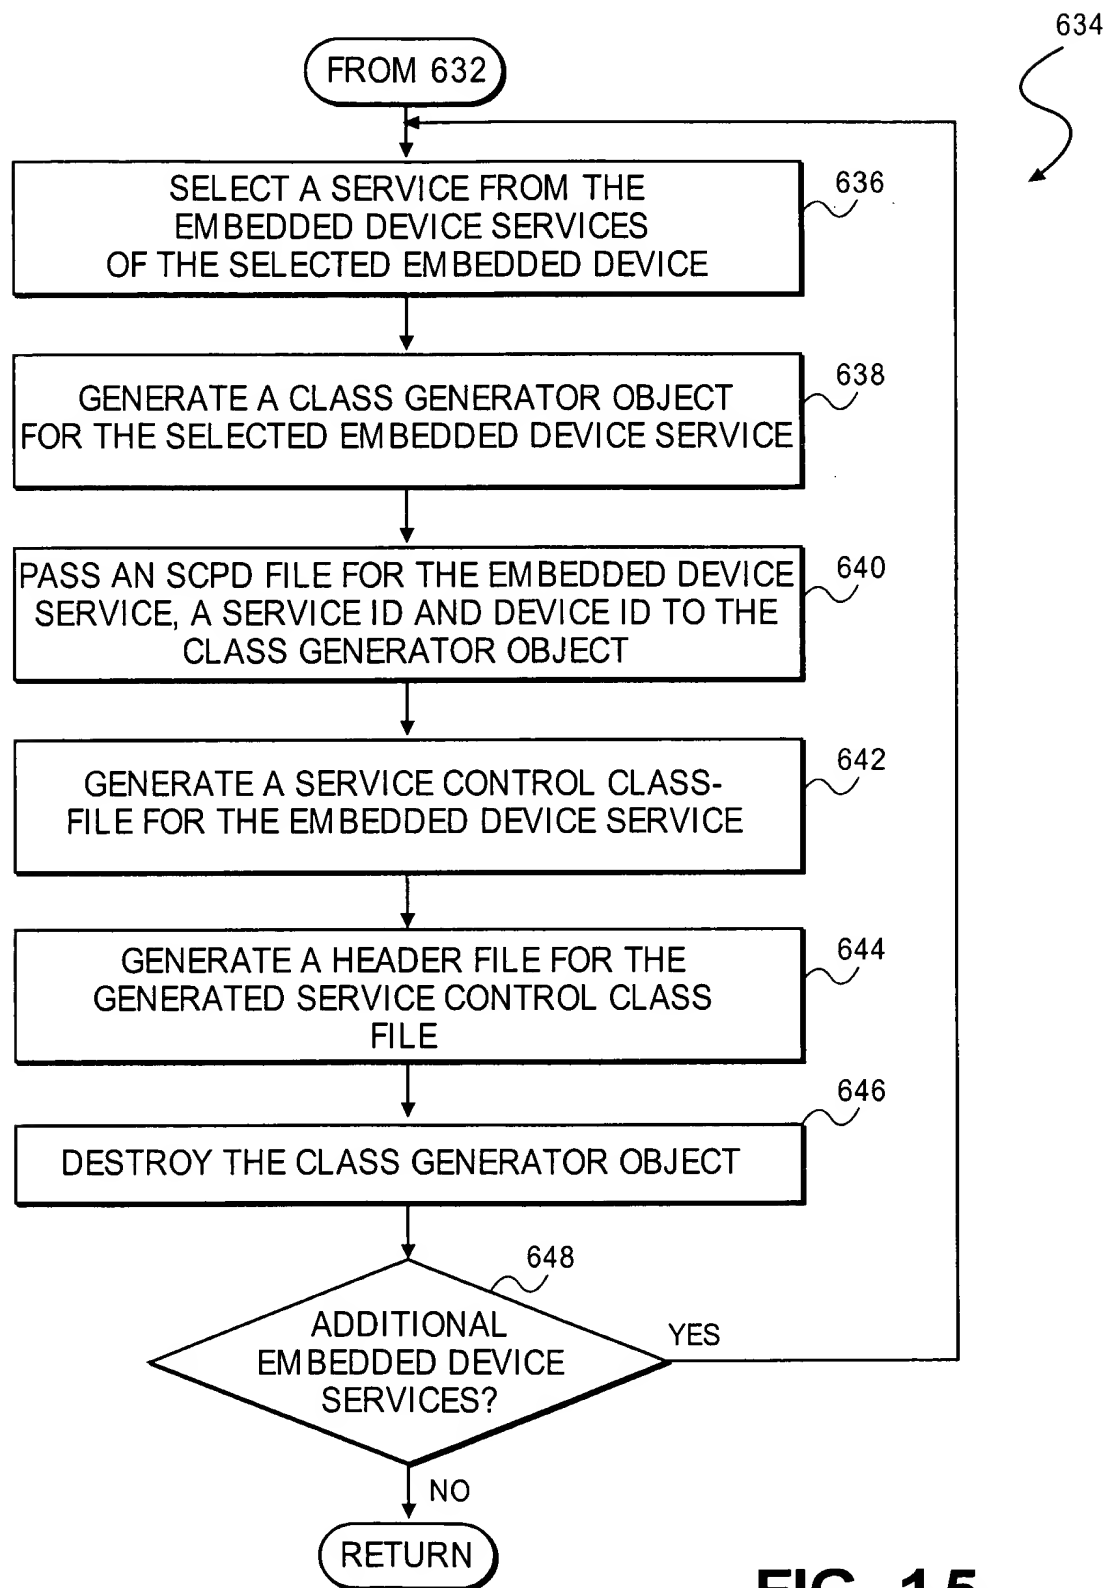 634
FROM 632
SELECT A SERVICE FROM THE
EMBEDDED DEVICE SERVICES
OF THE SELECTED EMBEDDED DEVICE
636
GENERATE A CLASS GENERATOR OBJECT
FOR THE SELECTED EMBEDDED DEVICE SERVICE
638
PASS AN SCPD FILE FOR THE EMBEDDED DEVICE
SERVICE, A SERVICE ID AND DEVICE ID TO THE
CLASS GENERATOR OBJECT
640
GENERATE A SERVICE CONTROL CLASS-
FILE FOR THE EMBEDDED DEVICE SERVICE
642
GENERATE A HEADER FILE FOR THE
GENERATED SERVICE CONTROL CLASS
FILE
644
DESTROY THE CLASS GENERATOR OBJECT
646
ADDITIONAL
EMBEDDED DEVICE
SERVICES?
648
YES
NO
RETURN
FIG. 15